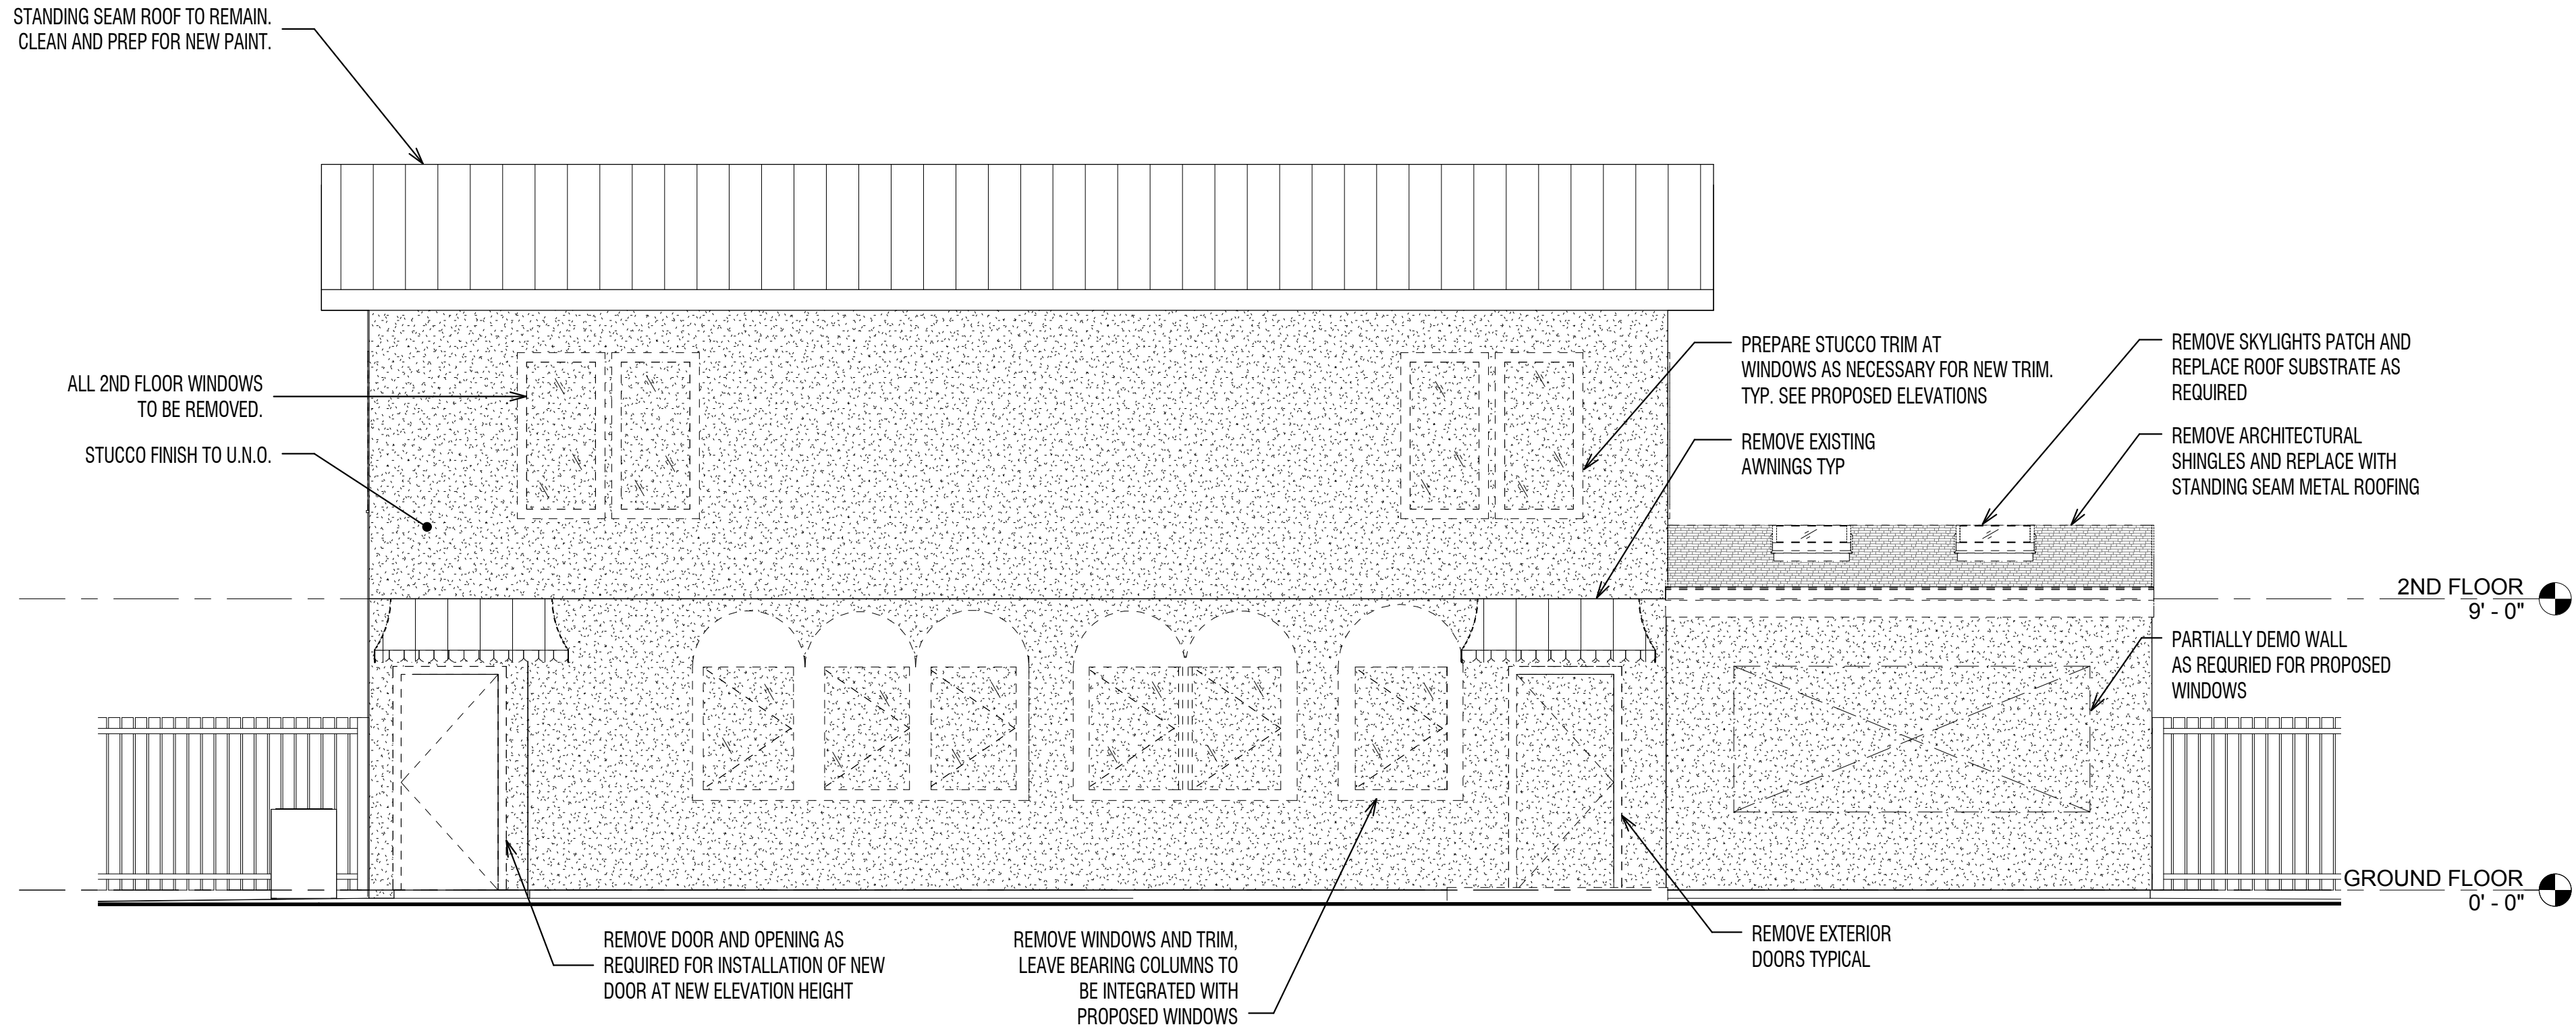 STANDING SEAM ROOF TO REMAIN.
CLEAN AND PREP FOR NEW PAINT.
ALL 2ND FLOOR WINDOWS
TO BE REMOVED.
STUCCO FINISH TO U.N.O.
PREPARE STUCCO TRIM AT
WINDOWS AS NECESSARY FOR NEW TRIM.
TYP. SEE PROPOSED ELEVATIONS
REMOVE EXISTING
AWNINGS TYP
REMOVE SKYLIGHTS PATCH AND
REPLACE ROOF SUBSTRATE AS
REQUIRED
REMOVE ARCHITECTURAL
SHINGLES AND REPLACE WITH
STANDING SEAM METAL ROOFING
2ND FLOOR
9' - 0"
PARTIALLY DEMO WALL
AS REQURIED FOR PROPOSED
WINDOWS
GROUND FLOOR
0' - 0"
REMOVE DOOR AND OPENING AS
REQUIRED FOR INSTALLATION OF NEW
DOOR AT NEW ELEVATION HEIGHT
REMOVE WINDOWS AND TRIM,
LEAVE BEARING COLUMNS TO
BE INTEGRATED WITH
PROPOSED WINDOWS
REMOVE EXTERIOR
DOORS TYPICAL